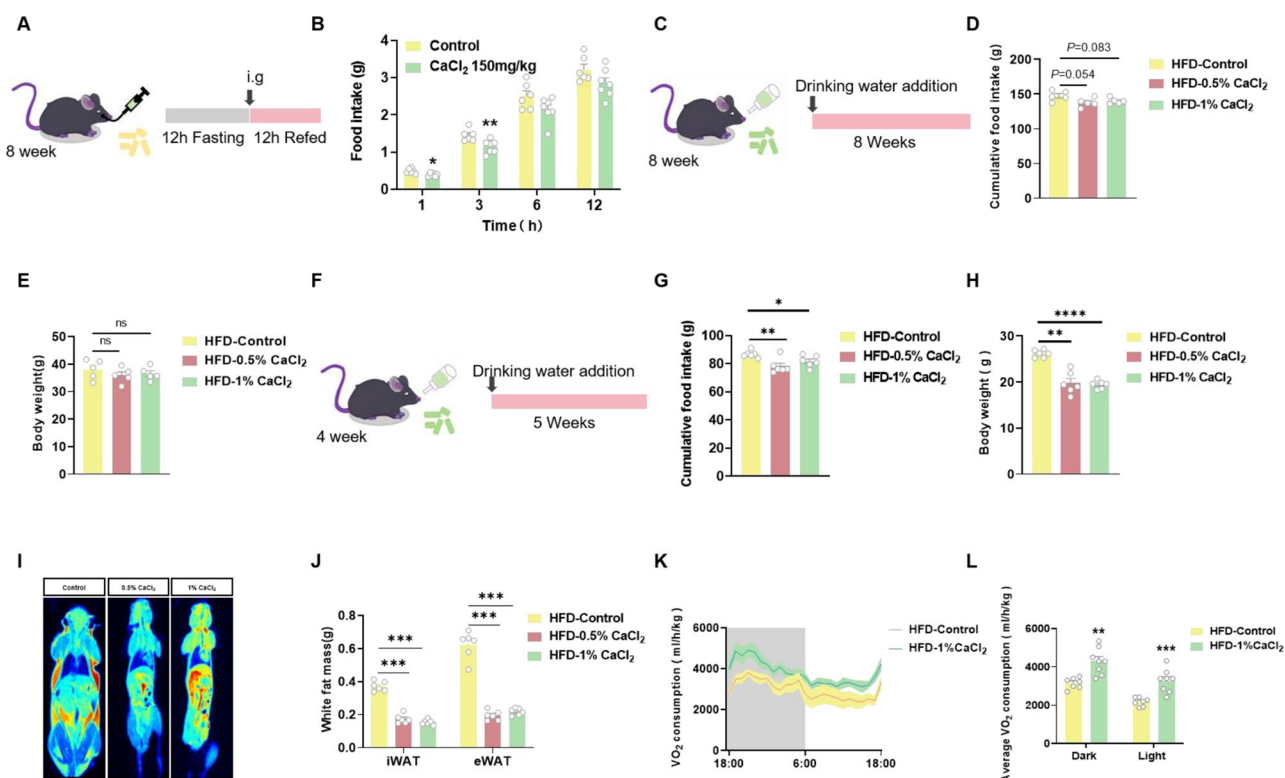 A
i.g
12h Fasting
12h Refed
8 week
B
Control
CaCl₂ 150mg/kg
Food intake (g)
4
3
2
1
0
*
**
1
3
6
12
Time ( h)
C
Drinking water addition
8 week
8 Weeks
D
P=0.083
P=0.054
Cumulative food intake (g)
200
150
100
50
0
HFD-Control
HFD-0.5% CaCl₂
HFD-1% CaCl₂
E
Body weight(g)
50
40
30
20
10
0
ns
ns
HFD-Control
HFD-0.5% CaCl₂
HFD-1% CaCl₂
F
Drinking water addition
4 week
5 Weeks
G
Cumulative food intake (g)
100
80
60
40
20
0
*
**
HFD-Control
HFD-0.5% CaCl₂
HFD-1% CaCl₂
H
Body weight ( g )
30
20
10
0
****
**
HFD-Control
HFD-0.5% CaCl₂
HFD-1% CaCl₂
I
Control
0.5% CaCl₂
1% CaCl₂
J
White fat mass(g)
0.8
0.6
0.4
0.2
0.0
***
***
***
***
iWAT
eWAT
HFD-Control
HFD-0.5% CaCl₂
HFD-1% CaCl₂
K
VO₂ consumption ( ml/h/kg)
6000
4000
2000
0
18:00
6:00
18:00
HFD-Control
HFD-1%CaCl₂
L
Average VO₂ consumption ( ml/h/kg)
6000
4000
2000
0
**
***
Dark
Light
HFD-Control
HFD-1%CaCl₂